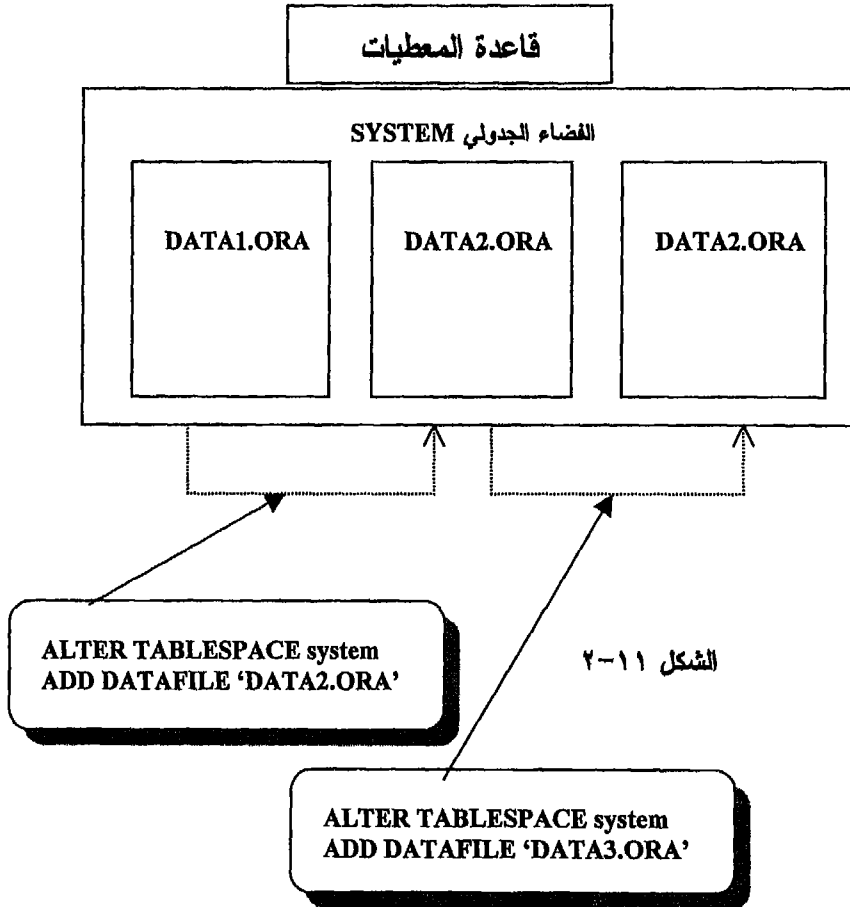 قاعدة المعطيات
الفضاء الجدولي SYSTEM
DATA1.ORA
DATA2.ORA
DATA2.ORA
ALTER TABLESPACE system
ADD DATAFILE ‘DATA2.ORA’
الشكل ١١-٢
ALTER TABLESPACE system
ADD DATAFILE ‘DATA3.ORA’